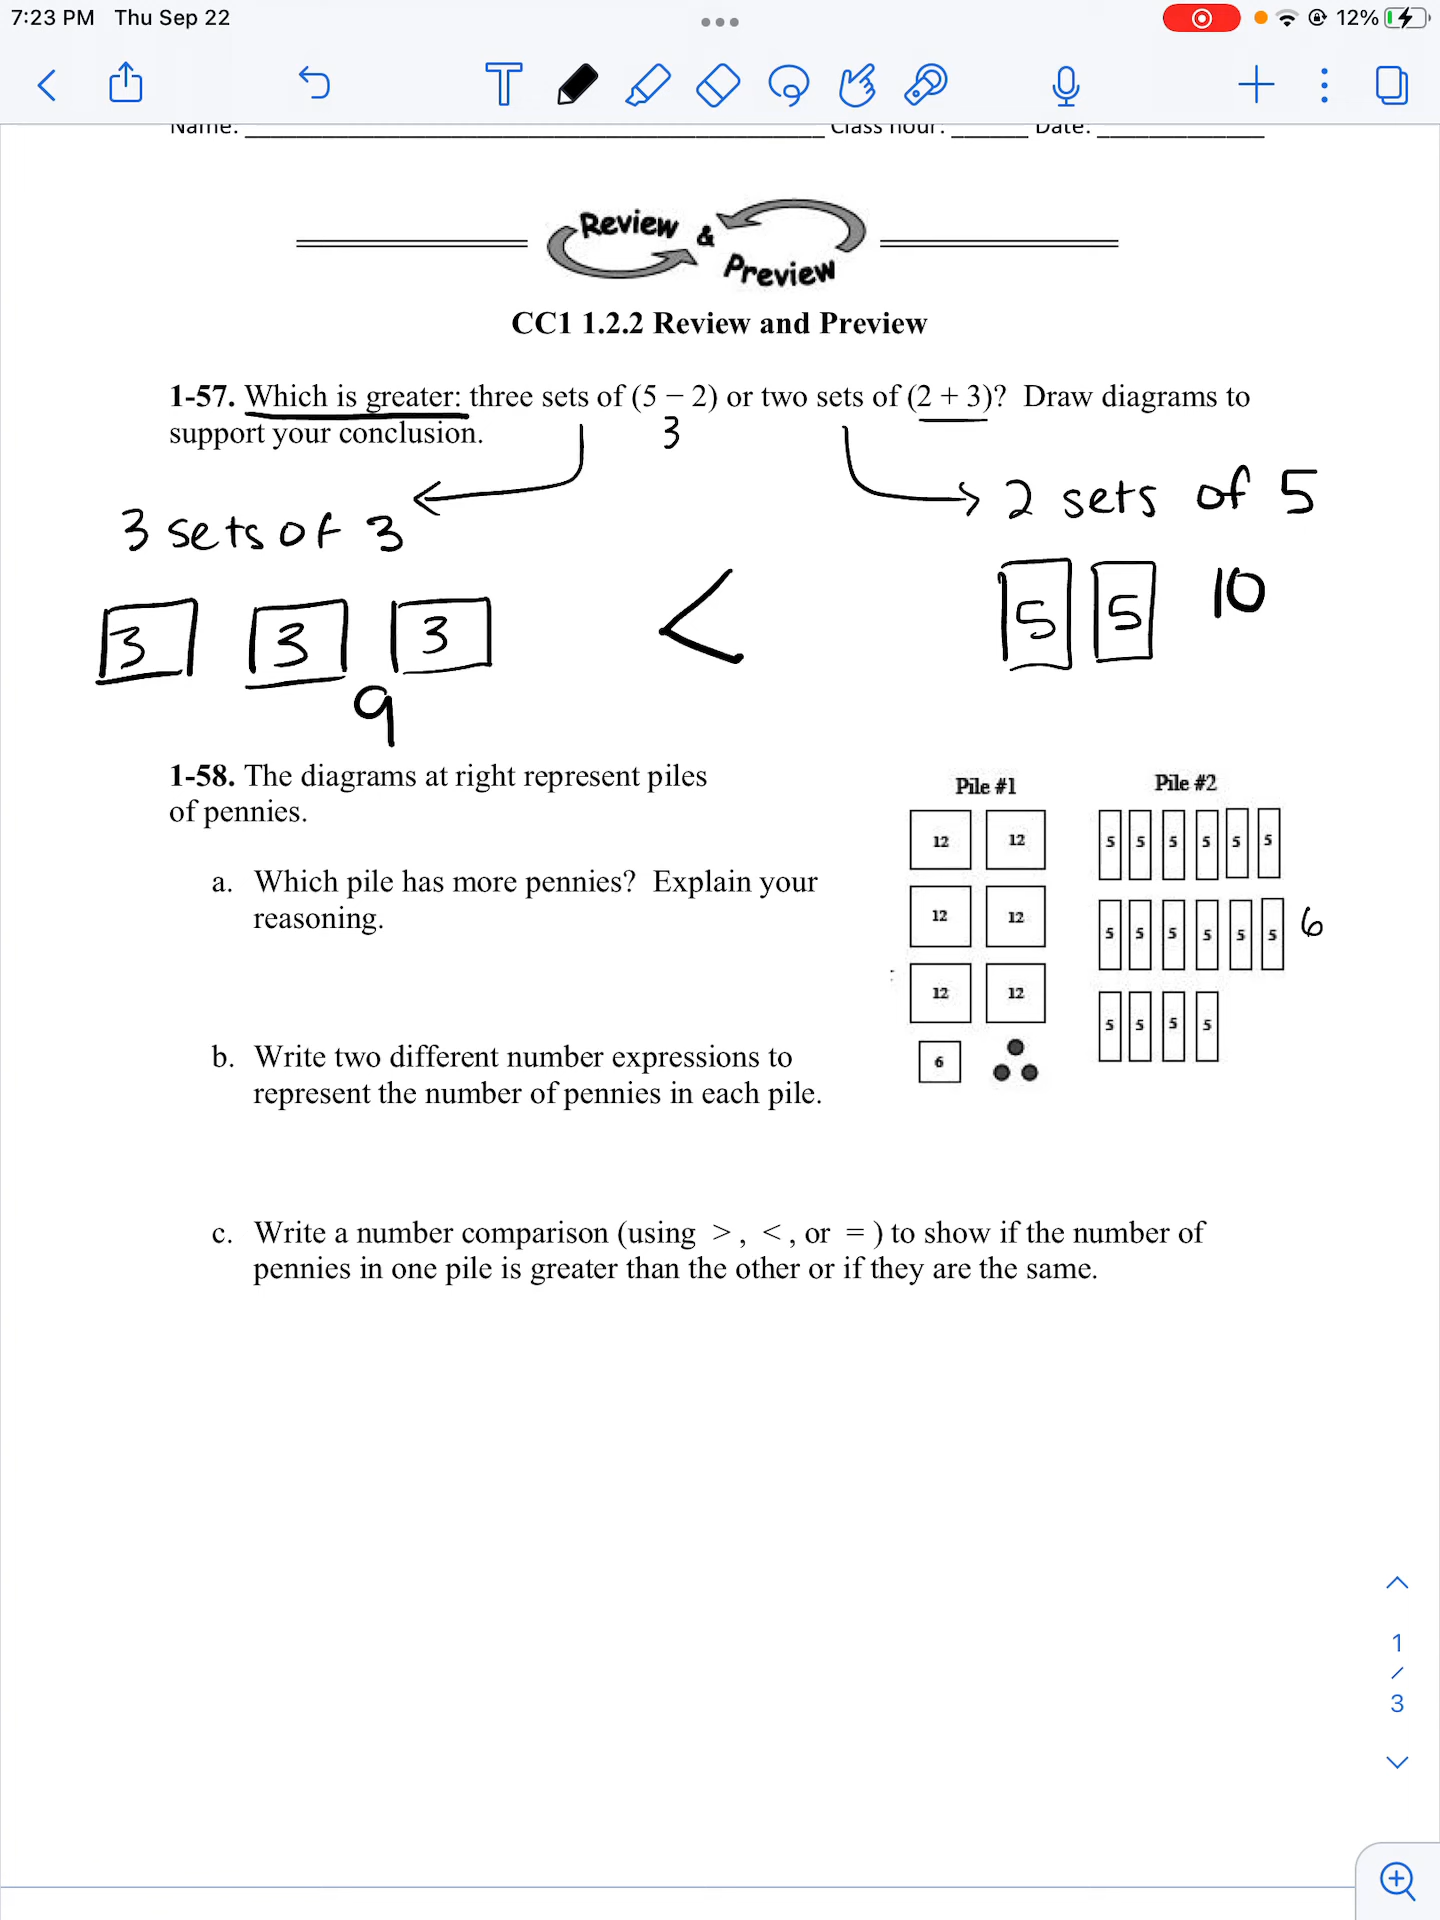 7:23 PM Thu Sep 22
12%
T
Name: Class hour: Date:
Review &
Preview
CC1 1.2.2 Review and Preview
1-57. Which is greater: three sets of (5 − 2) or two sets of (2 + 3)? Draw diagrams to
support your conclusion.
3
3 sets of 3
2 sets of 5
3 3 3
<
5 5 10
9
1-58. The diagrams at right represent piles
of pennies.
Pile #1
Pile #2
12 12
5 5 5 5 5 5
a. Which pile has more pennies? Explain your
reasoning.
12 12
5 5 5 5 5 5 6
12 12
5 5 5 5
6
b. Write two different number expressions to
represent the number of pennies in each pile.
c. Write a number comparison (using >, <, or = ) to show if the number of
pennies in one pile is greater than the other or if they are the same.
1
/
3